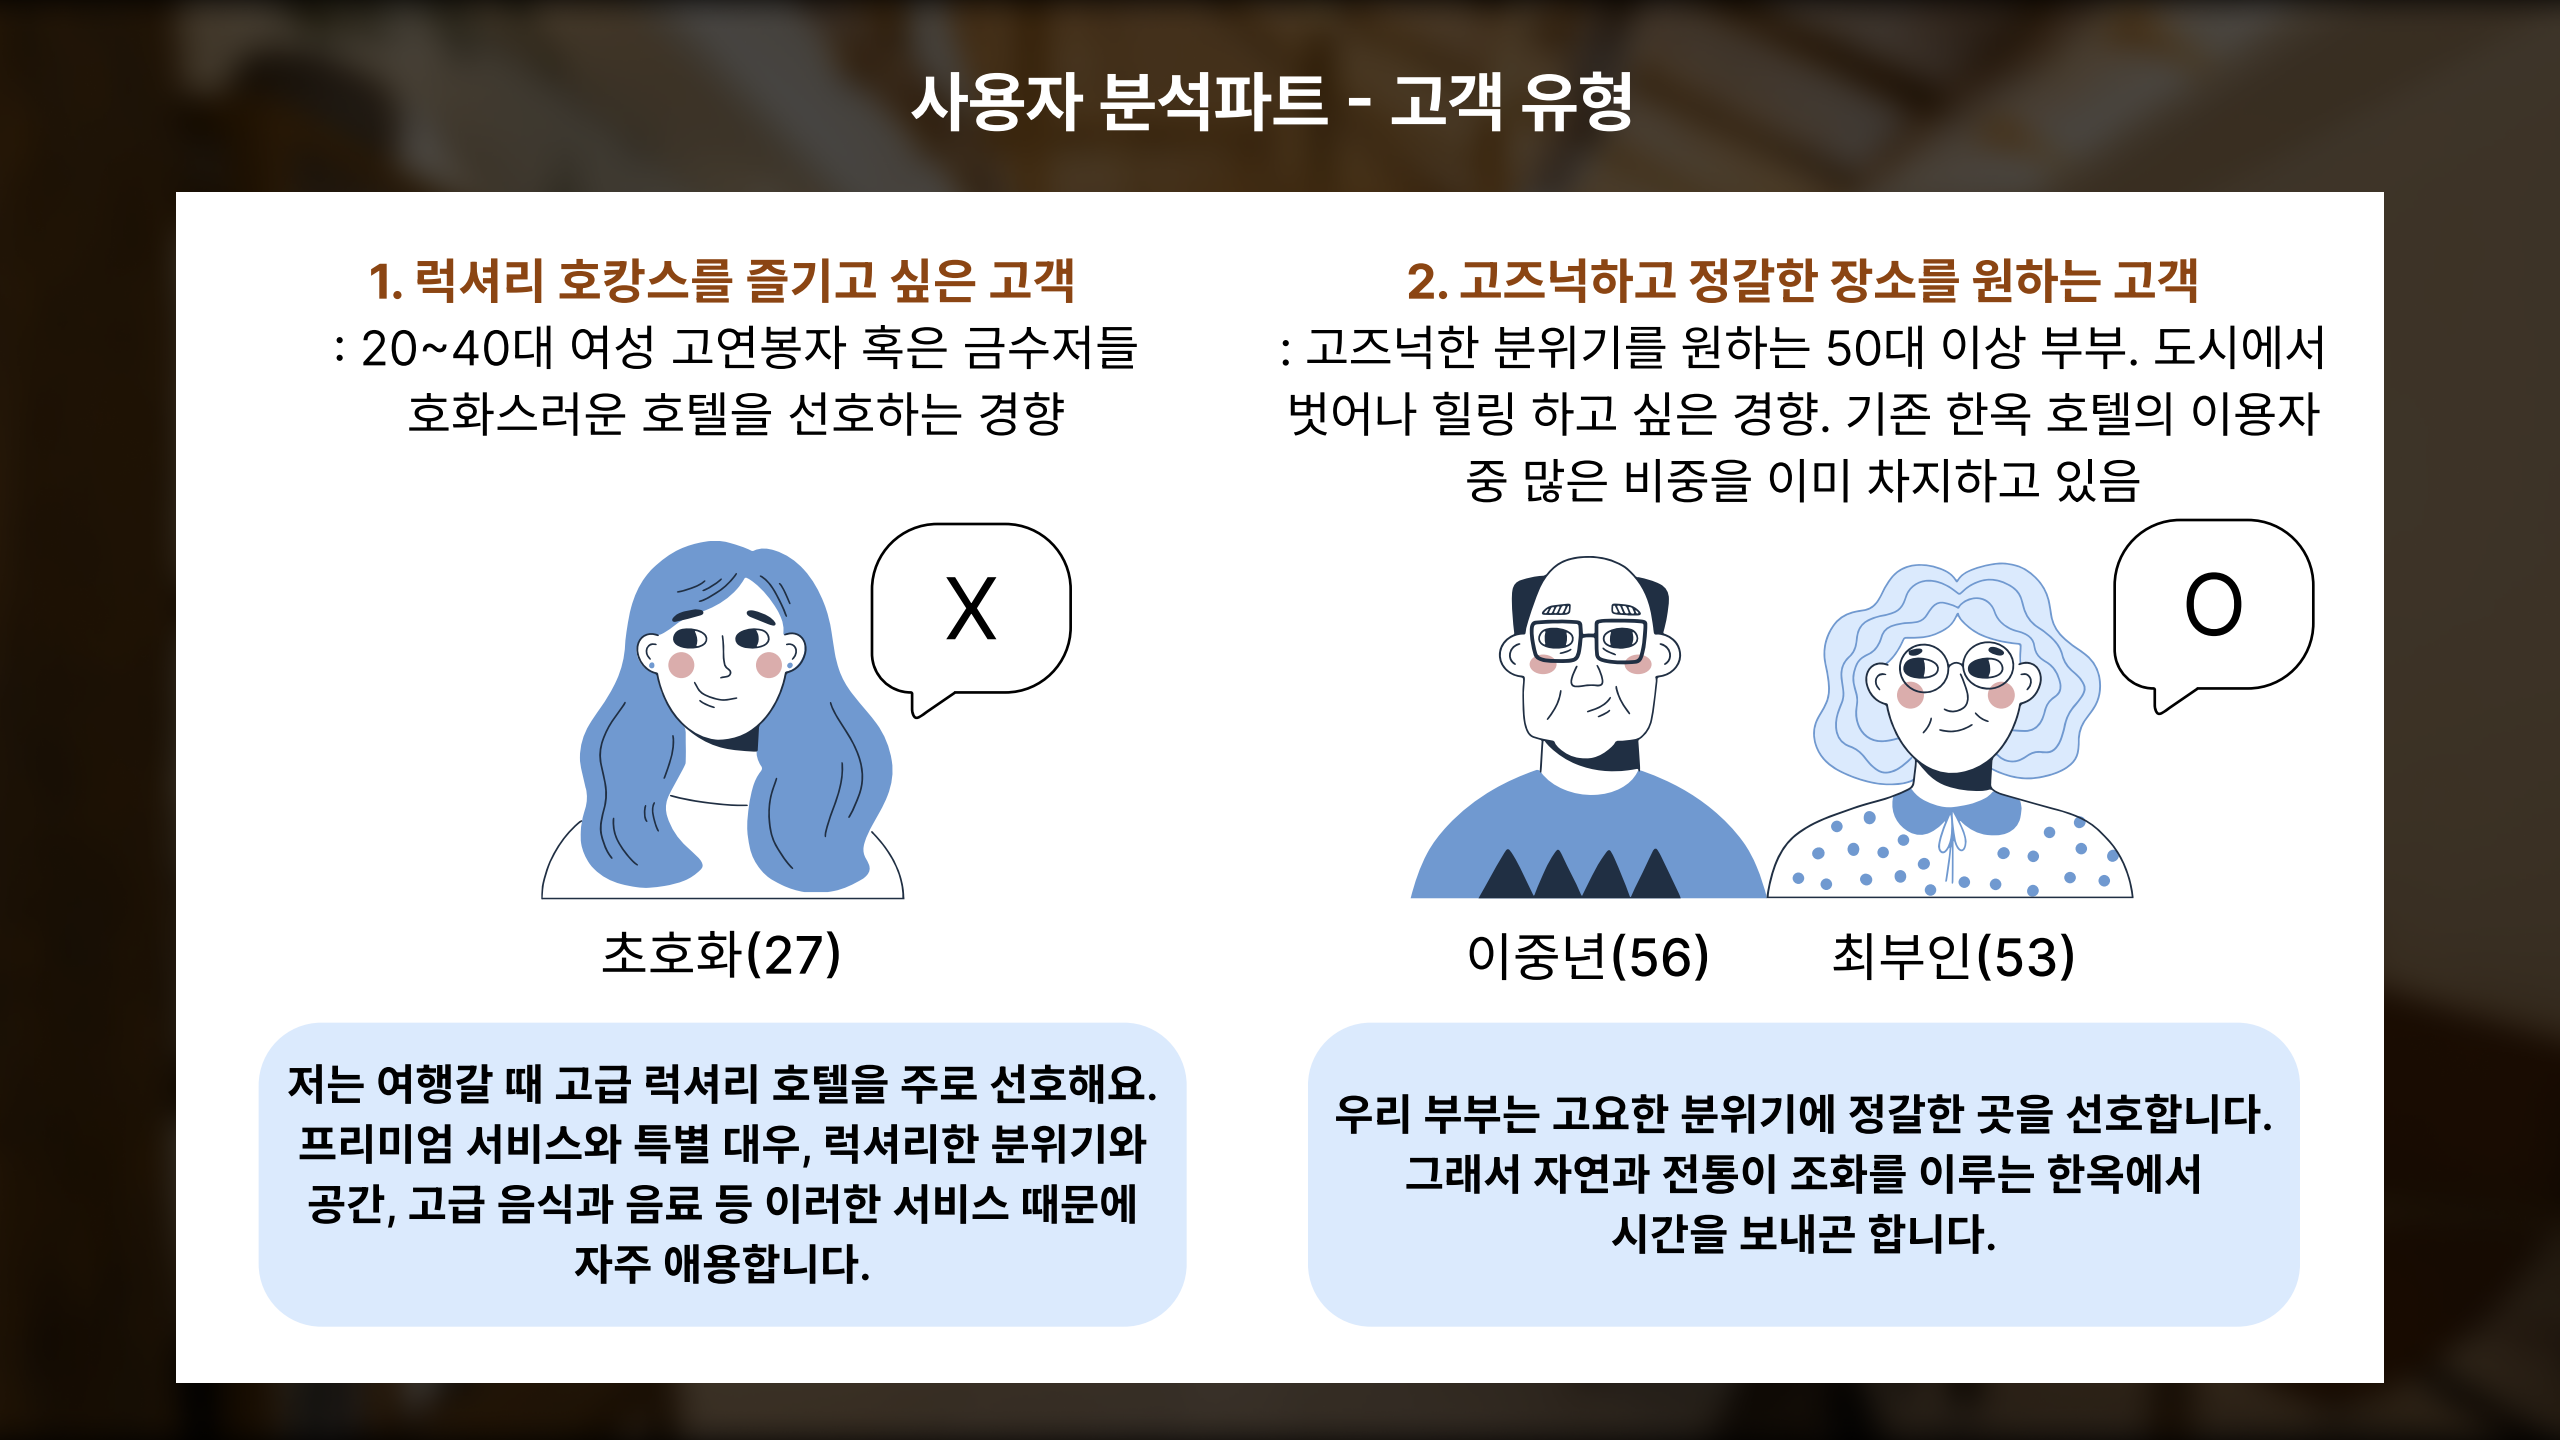 사용자 분석파트 - 고객 유형
1. 럭셔리 호캉스를 즐기고 싶은 고객
: 20~40대 여성 고연봉자 혹은 금수저들
호화스러운 호텔을 선호하는 경향
X
초호화(27)
저는 여행갈 때 고급 럭셔리 호텔을 주로 선호해요.
프리미엄 서비스와 특별 대우, 럭셔리한 분위기와
공간, 고급 음식과 음료 등 이러한 서비스 때문에
자주 애용합니다.
2. 고즈넉하고 정갈한 장소를 원하는 고객
: 고즈넉한 분위기를 원하는 50대 이상 부부. 도시에서
벗어나 힐링 하고 싶은 경향. 기존 한옥 호텔의 이용자
중 많은 비중을 이미 차지하고 있음
O
이중년(56)
최부인(53)
우리 부부는 고요한 분위기에 정갈한 곳을 선호합니다.
그래서 자연과 전통이 조화를 이루는 한옥에서
시간을 보내곤 합니다.